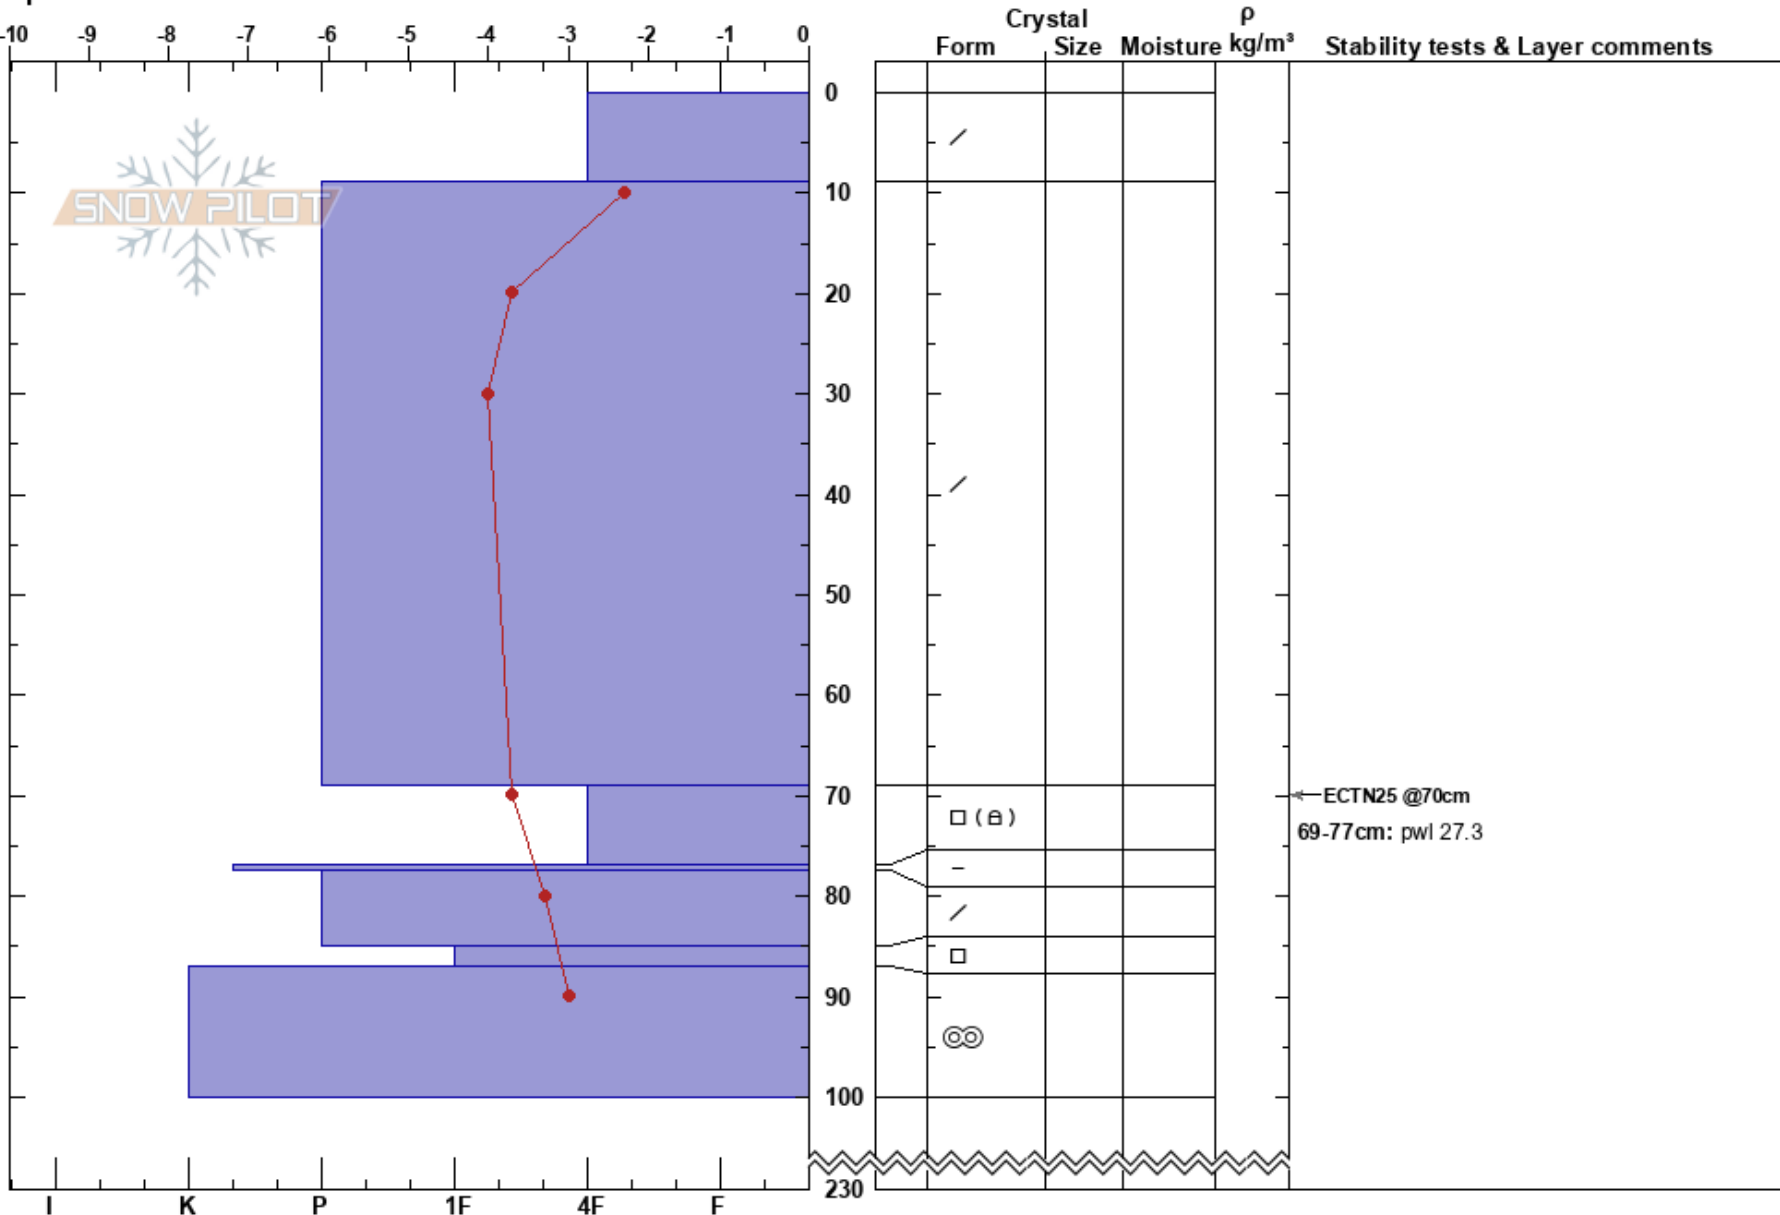 -10 -9 -8 -7 -6 -5 -4 -3 -2 -1 0
Crystal
ρ
Form Size Moisture kg/m³ Stability tests & Layer comments
0
SNOW PILOT
10
20
30
40
50
60
70
ECTN25 @70cm
69-77cm: pwl 27.3
80
90
100
230
I K P 1F 4F F